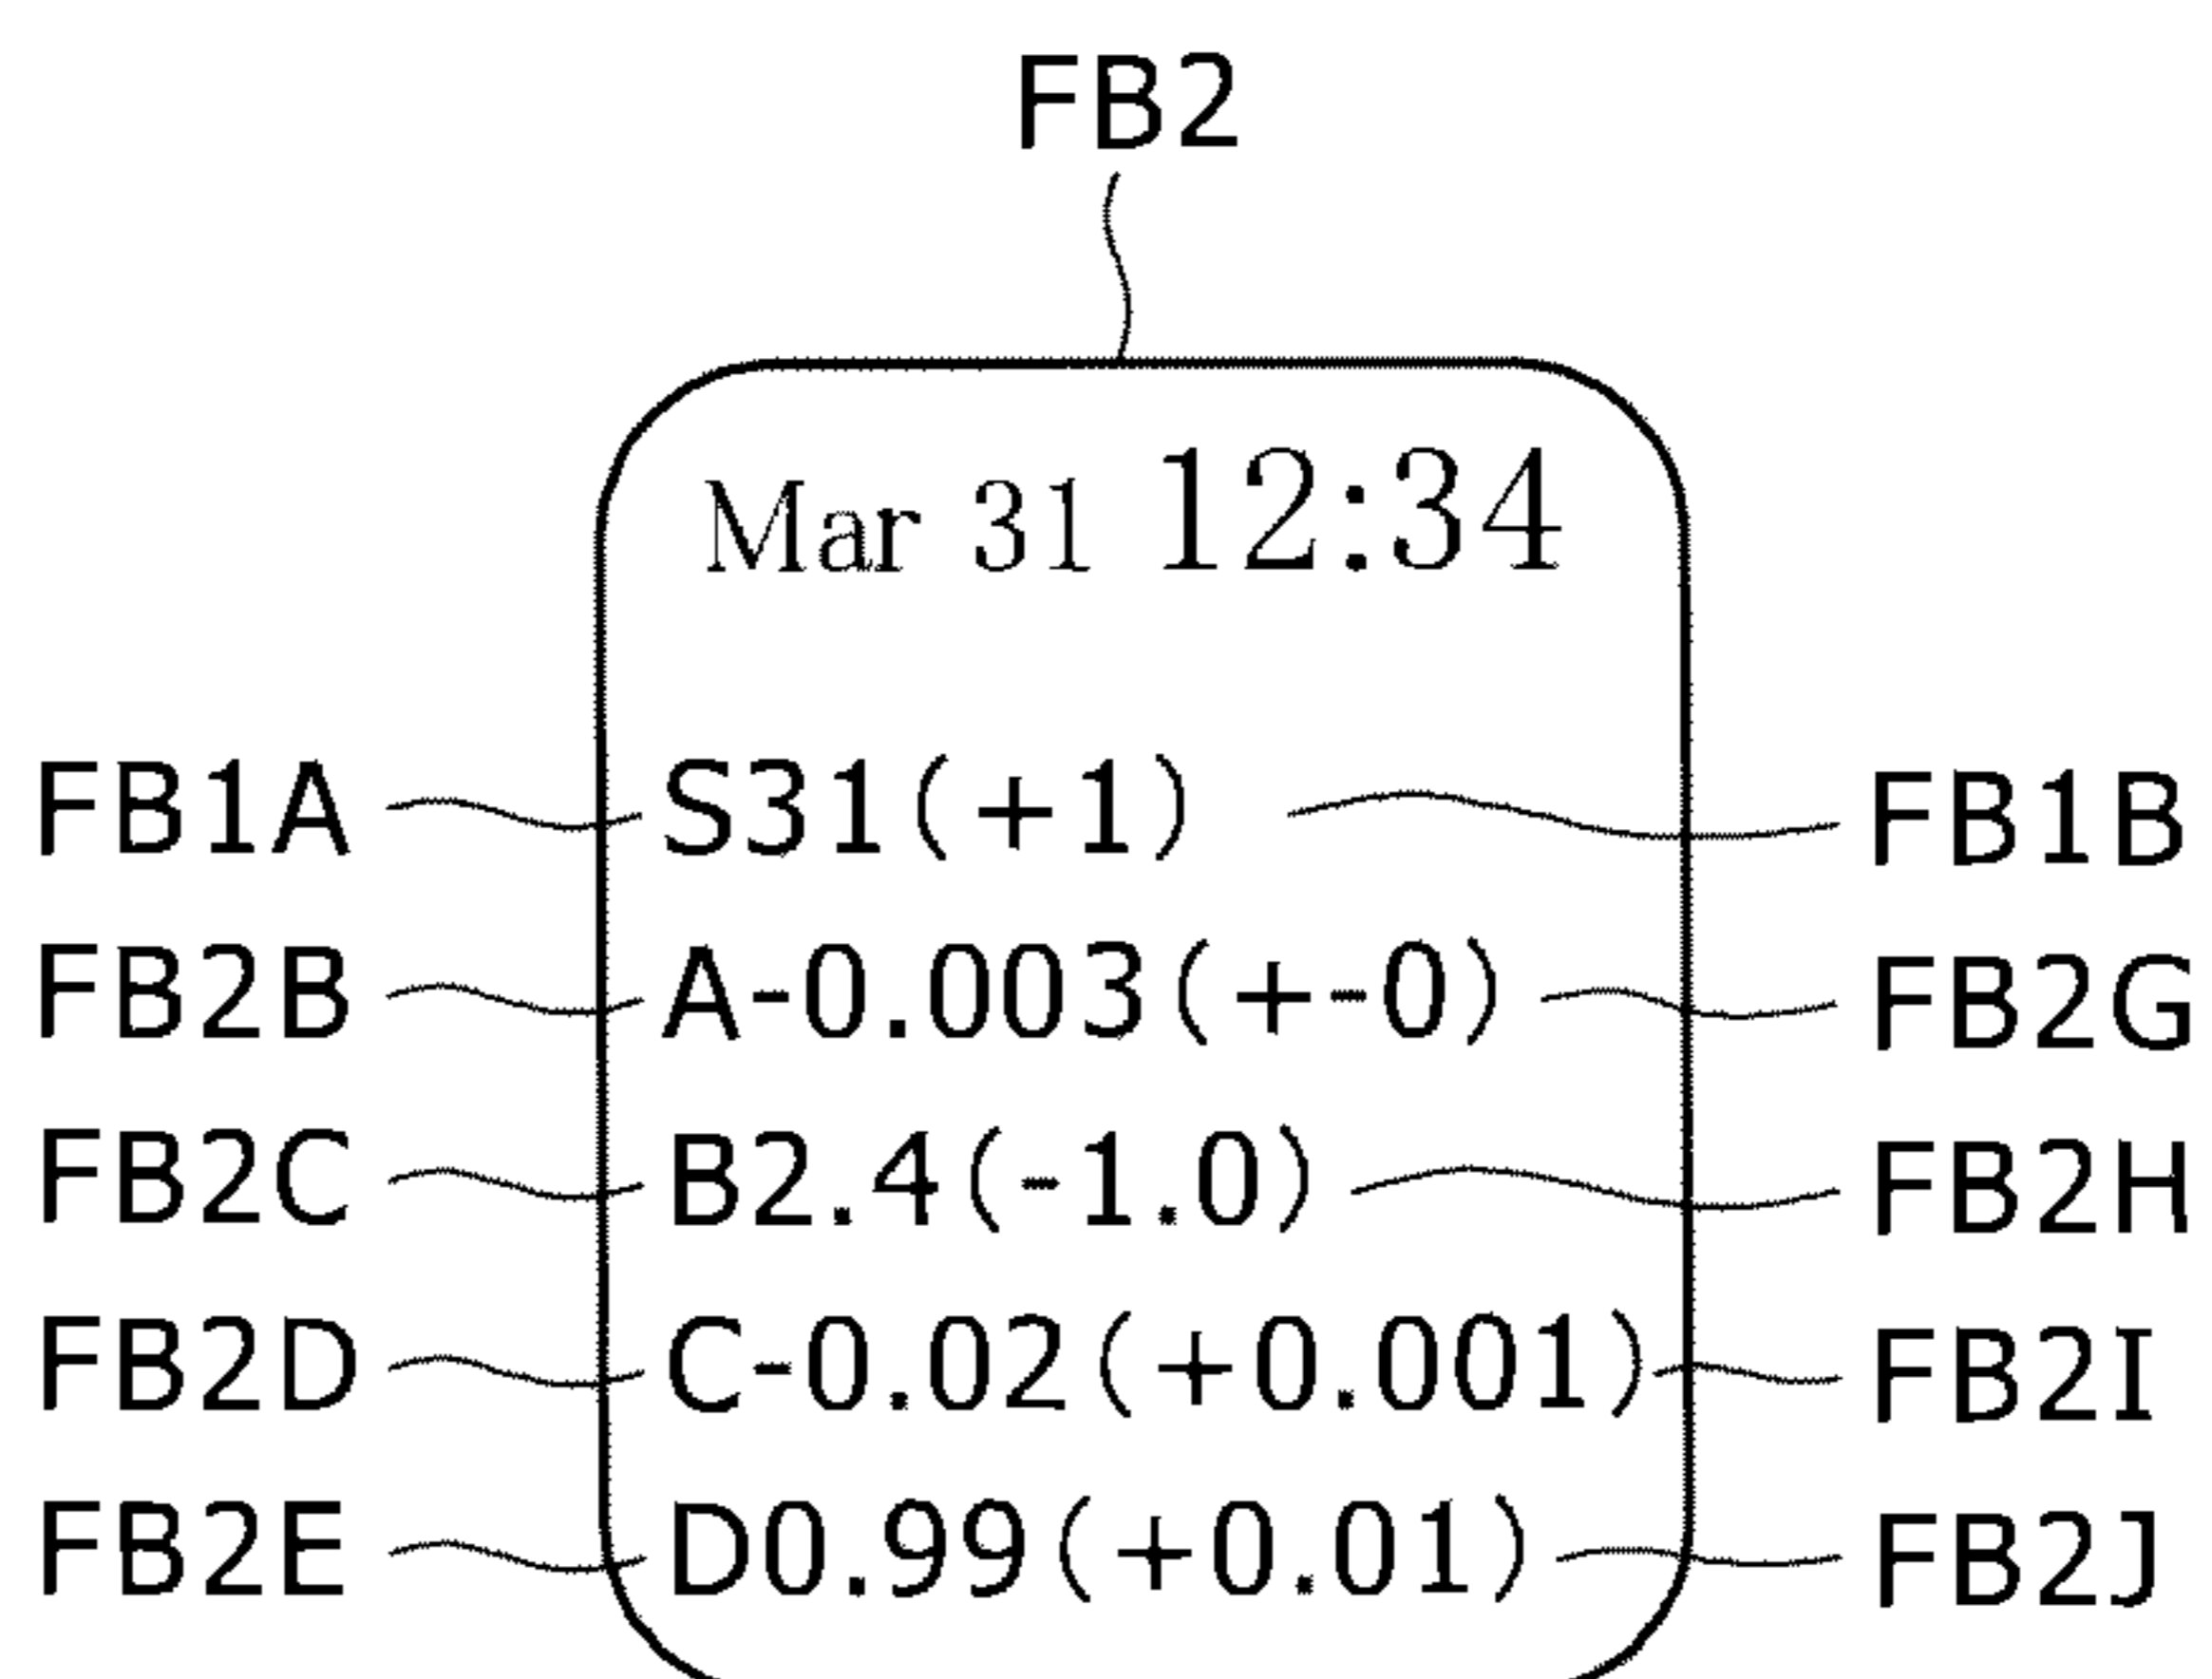 FB2
Mar 31 12:34
FB1A S31(+1) FB1B
FB2B A-0.003(+-0) FB2G
FB2C B2.4(-1.0) FB2H
FB2D C-0.02(+0.001) FB2I
FB2E D0.99(+0.01) FB2J